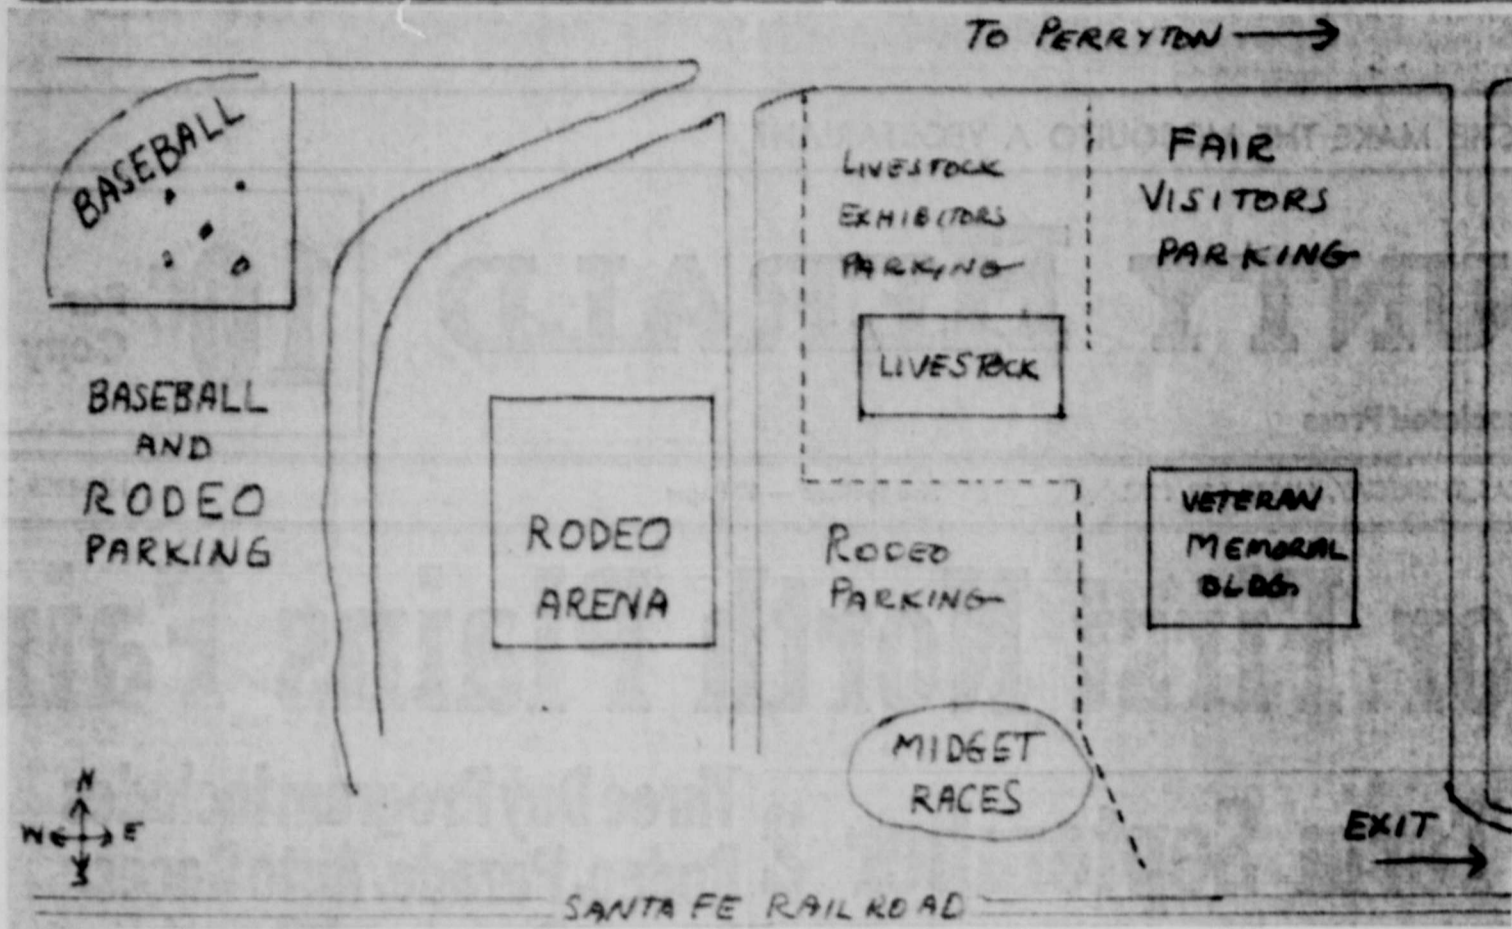 TO PERRYTON
BASEBALL
LIVESTOCK
EXHIBITORS
PARKING
FAIR
VISITORS
PARKING
LIVESTOCK
BASEBALL
AND
RODEO
PARKING
RODEO
ARENA
RODEO
PARKING
VETERAN
MEMORIAL
BLDG.
MIDGET
RACES
N
W E
S
EXIT
SANTA FE RAILROAD